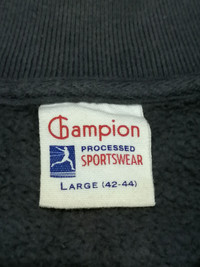 Champion
PROCESSED
SPORTSWEAR
LARGE (42-44)